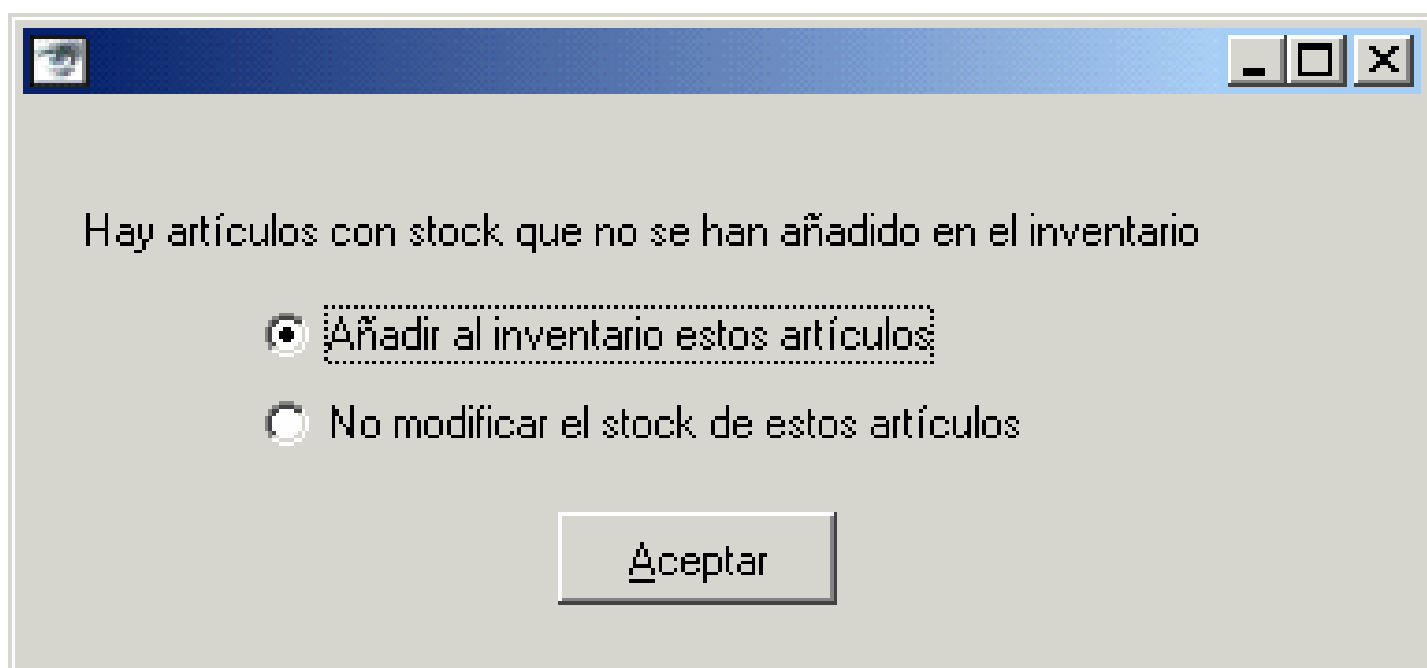 Hay artículos con stock que no se han añadido en el inventario
Añadir al inventario estos artículos
No modificar el stock de estos artículos
Aceptar